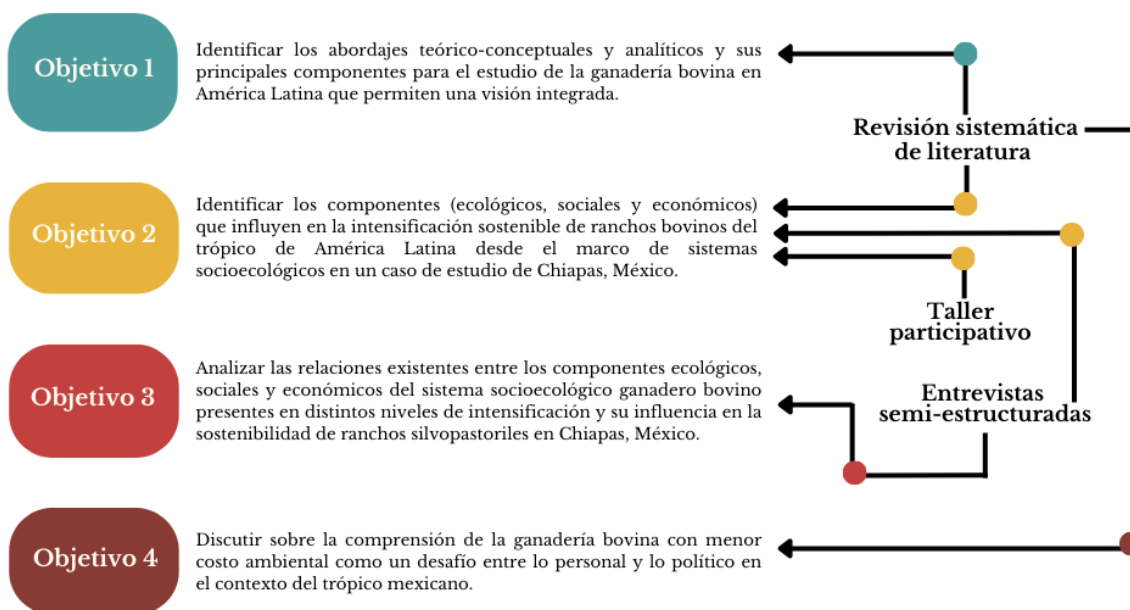 Objetivo 1
Identificar los abordajes teórico-conceptuales y analíticos y sus
principales componentes para el estudio de la ganadería bovina en
América Latina que permiten una visión integrada.
Revisión sistemática
de literatura
Objetivo 2
Identificar los componentes (ecológicos, sociales y económicos)
que influyen en la intensificación sostenible de ranchos bovinos del
trópico de América Latina desde el marco de sistemas
socioecológicos en un caso de estudio de Chiapas, México.
Taller
participativo
Objetivo 3
Analizar las relaciones existentes entre los componentes ecológicos,
sociales y económicos del sistema socioecológico ganadero bovino
presentes en distintos niveles de intensificación y su influencia en la
sostenibilidad de ranchos silvopastoriles en Chiapas, México.
Entrevistas
semi-estructuradas
Objetivo 4
Discutir sobre la comprensión de la ganadería bovina con menor
costo ambiental como un desafío entre lo personal y lo político en
el contexto del trópico mexicano.